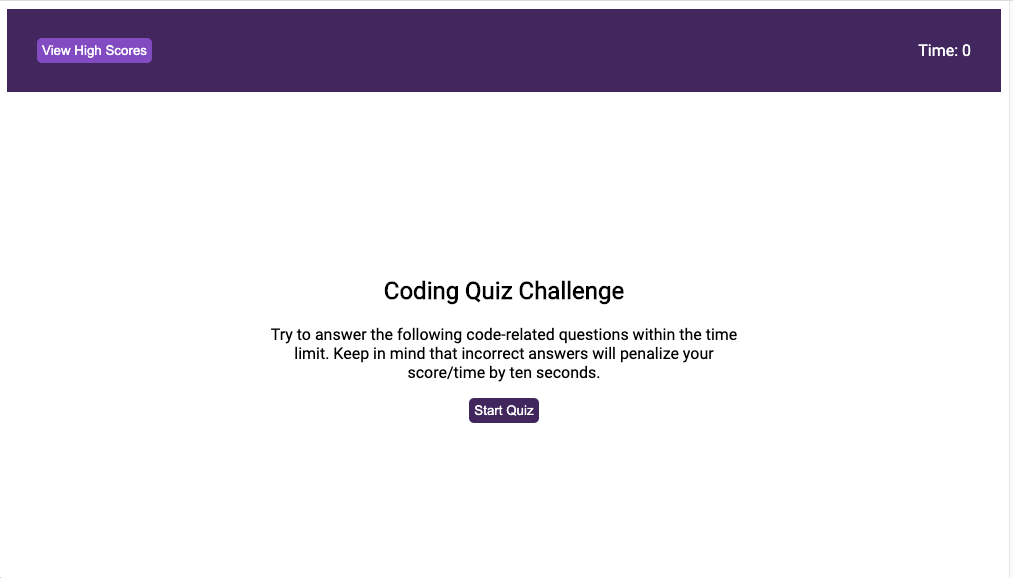 View High Scores
Time: 0
Coding Quiz Challenge
Try to answer the following code-related questions within the time
limit. Keep in mind that incorrect answers will penalize your
score/time by ten seconds.
Start Quiz